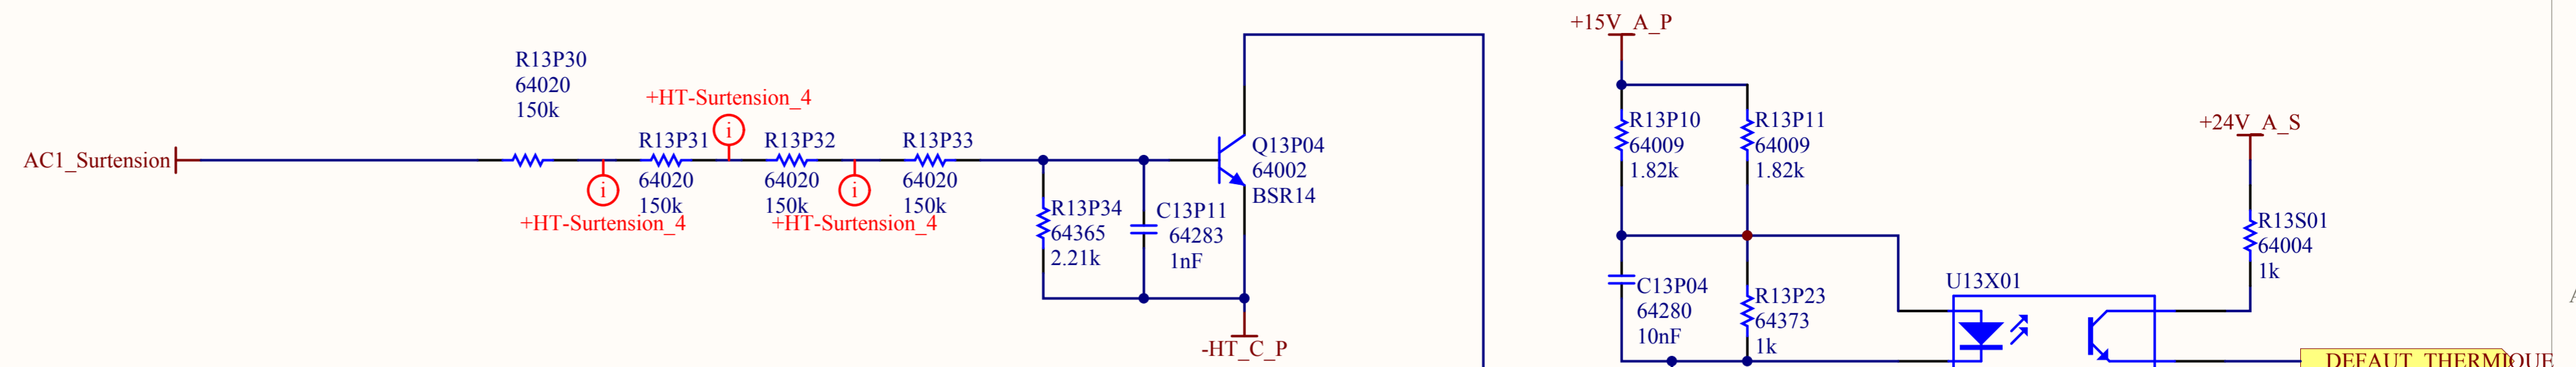 +15V_A_P
R13P30
64020
150k
+HT-Surtension_4
i
R13P31
R13P32
R13P33
AC1_Surtension
i
i
64020
150k
64020
150k
64020
150k
+HT-Surtension_4
+HT-Surtension_4
Q13P04
64002
BSR14
R13P34
64365
2.21k
C13P11
64283
1nF
-HT_C_P
R13P10
64009
1.82k
R13P11
64009
1.82k
+24V_A_S
R13S01
64004
1k
C13P04
64280
10nF
R13P23
64373
1k
U13X01
DEFAUT_THERMIQUE